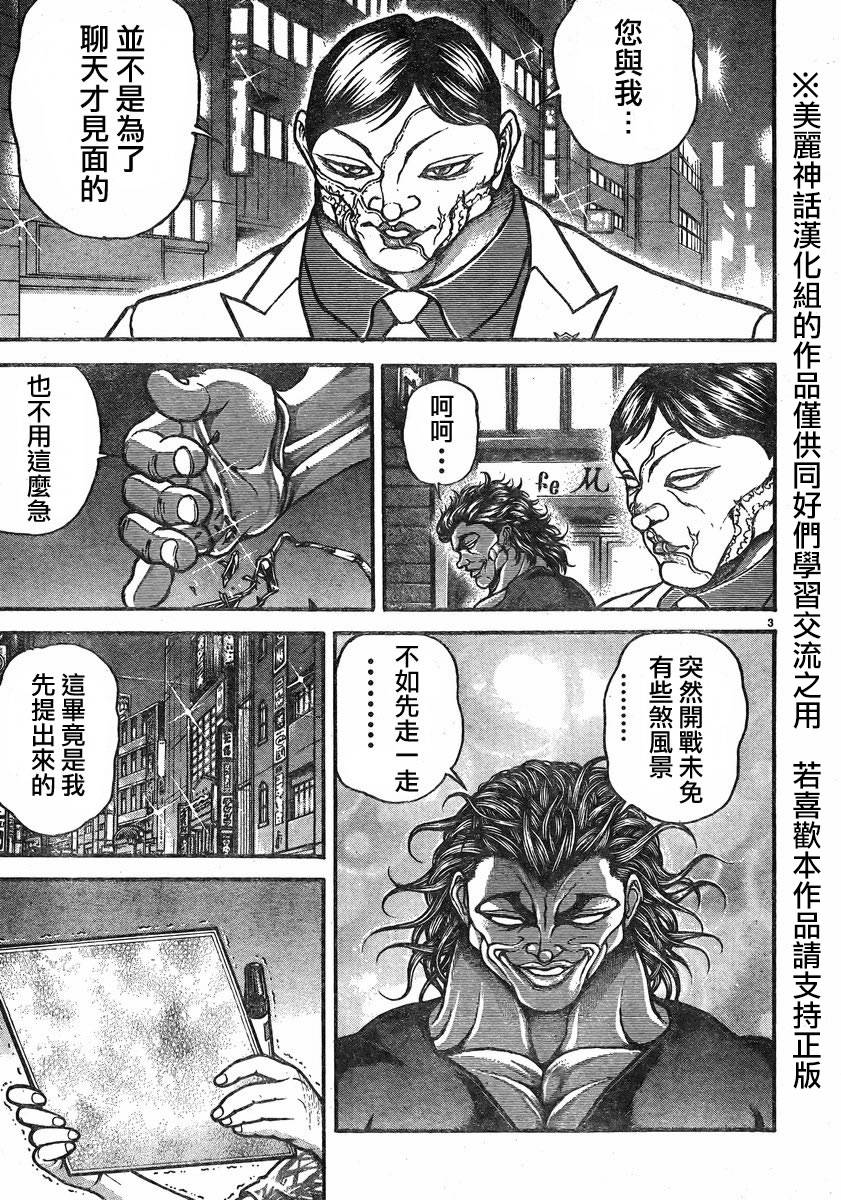 您與我…
並不是為了
聊天才見面的
呵呵…
fe M
也不用這麼急
3
突然開戰未免
有些煞風景
………
不如先走一走
………
這畢竟是我
先提出來的
※美麗神話漢化組的作品僅供同好們學習交流之用 若喜歡本作品請支持正版